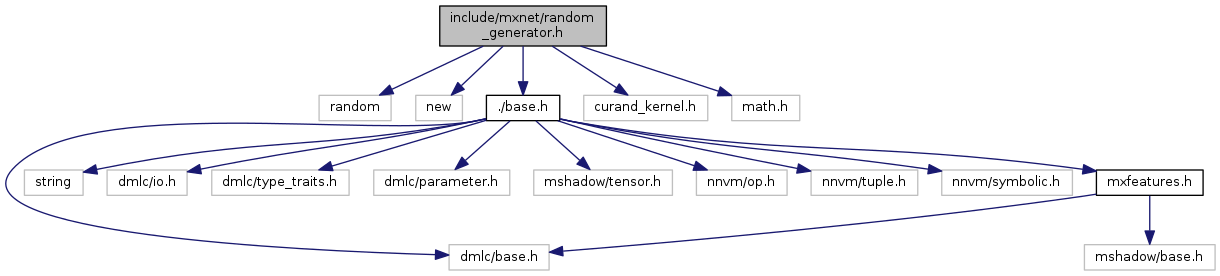 include/mxnet/random
_generator.h
random
new
./base.h
curand_kernel.h
math.h
string
dmlc/io.h
dmlc/type_traits.h
dmlc/parameter.h
mshadow/tensor.h
nnvm/op.h
nnvm/tuple.h
nnvm/symbolic.h
mxfeatures.h
dmlc/base.h
mshadow/base.h